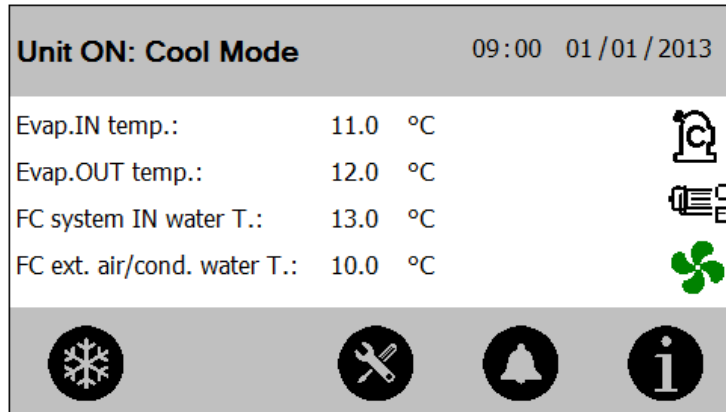 Unit ON: Cool Mode 09:00 01/01/2013
Evap.IN temp.: 11.0 °C
Evap.OUT temp.: 12.0 °C
FC system IN water T.: 13.0 °C
FC ext. air/cond. water T.: 10.0 °C
C